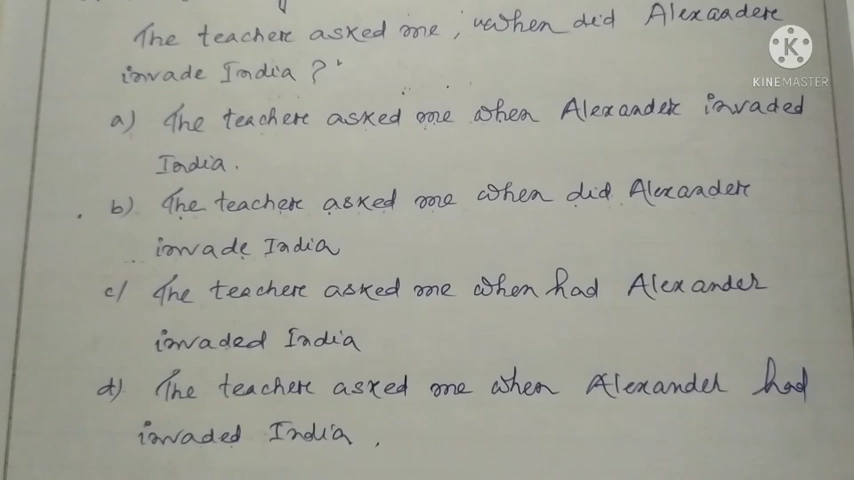 The teacher asked me, "When did Alexander
invade India?"
KINEMASTER
a) The teacher asked me when Alexander invaded
India.
b) The teacher asked me when did Alexander
invade India
c) The teacher asked me when had Alexander
invaded India
d) The teacher asked me when Alexander had
invaded India.